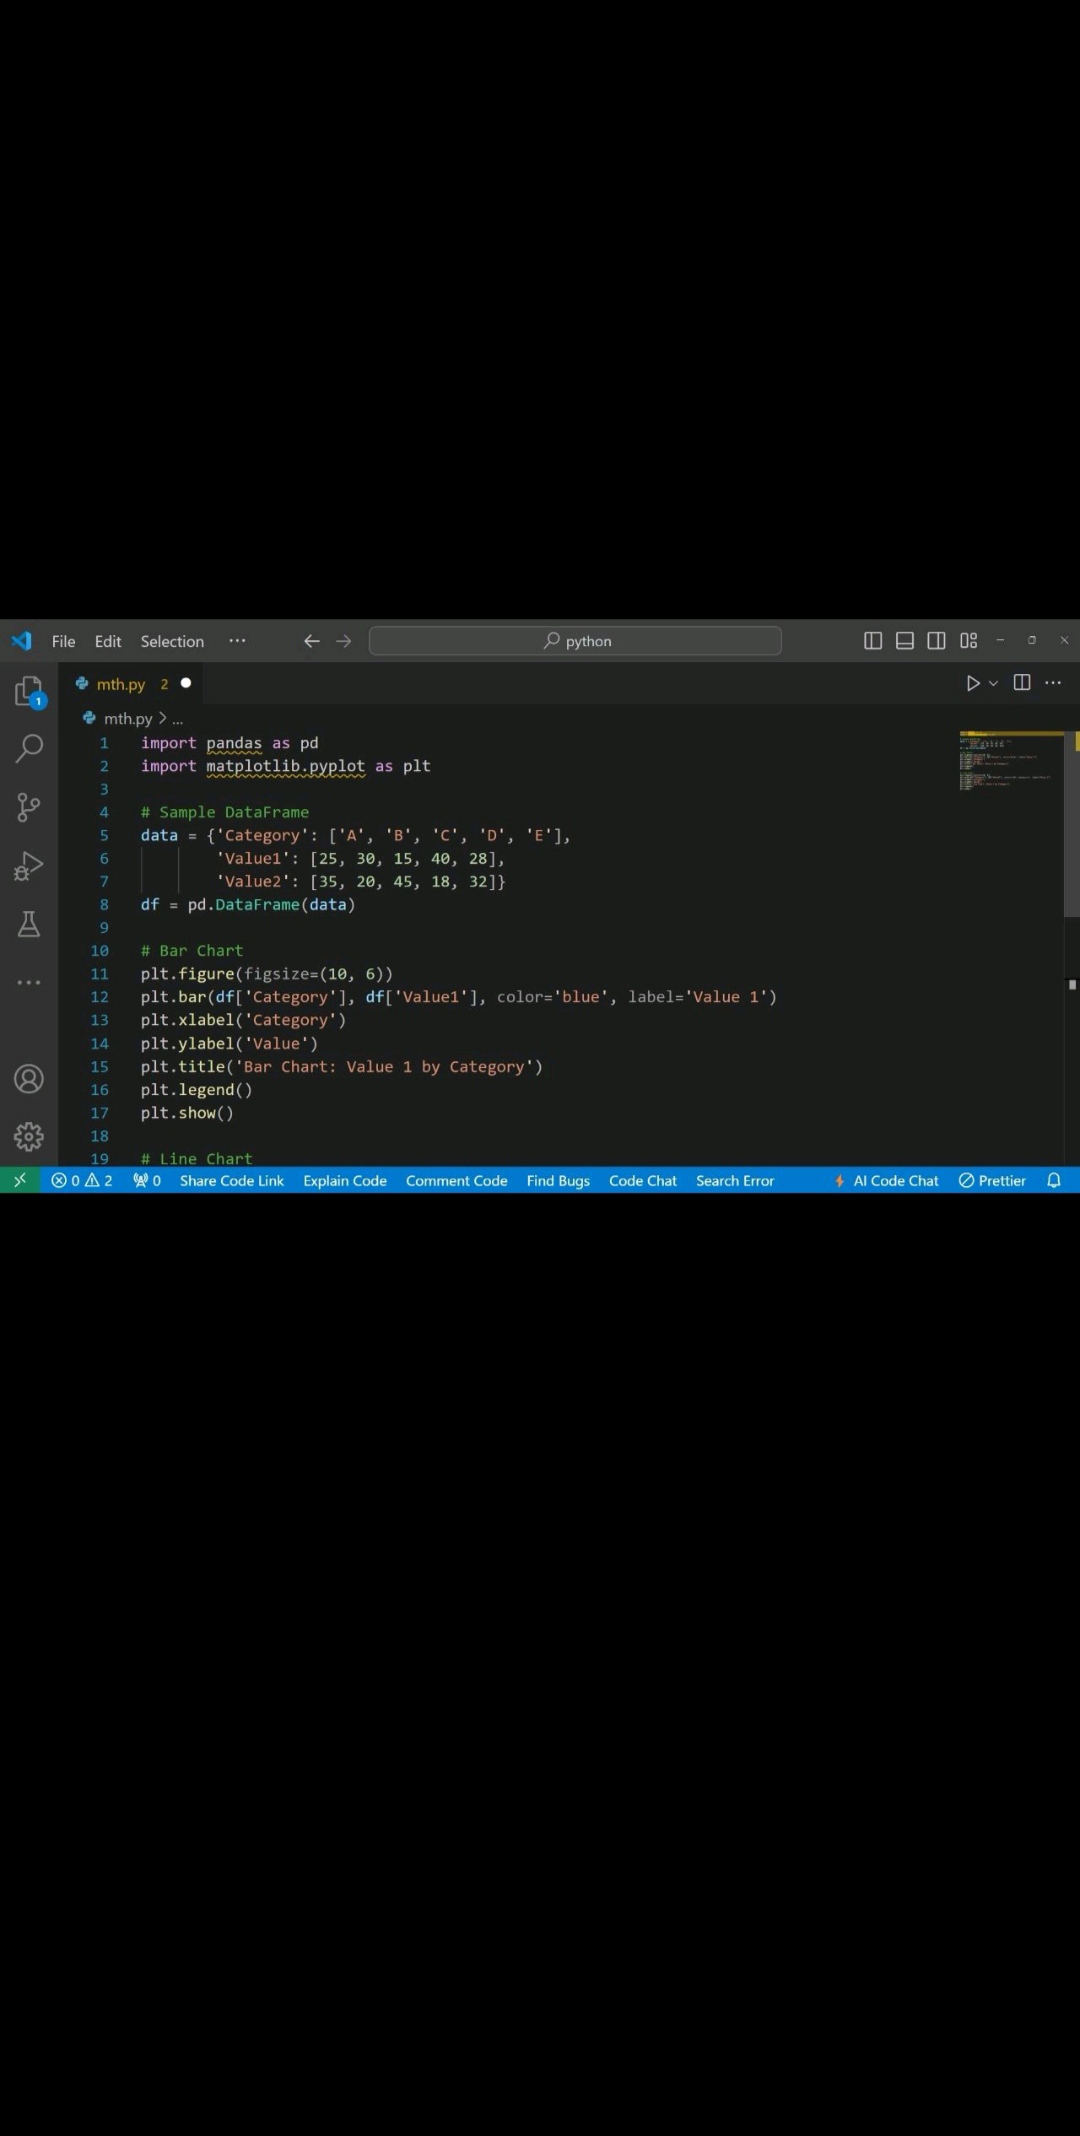 File Edit Selection ··· python
mth.py 2
mth.py > ...
1 import pandas as pd
2 import matplotlib.pyplot as plt
3
4 # Sample DataFrame
5 data = {'Category': ['A', 'B', 'C', 'D', 'E'],
6         'Value1': [25, 30, 15, 40, 28],
7         'Value2': [35, 20, 45, 18, 32]}
8 df = pd.DataFrame(data)
9
10 # Bar Chart
11 plt.figure(figsize=(10, 6))
12 plt.bar(df['Category'], df['Value1'], color='blue', label='Value 1')
13 plt.xlabel('Category')
14 plt.ylabel('Value')
15 plt.title('Bar Chart: Value 1 by Category')
16 plt.legend()
17 plt.show()
18
19 # Line Chart
0 2 0 Share Code Link Explain Code Comment Code Find Bugs Code Chat Search Error AI Code Chat Prettier
1